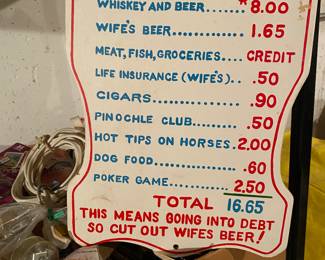 WHISKEY AND BEER..... $8.00
WIFE'S BEER............. 1.65
MEAT, FISH, GROCERIES.... CREDIT
LIFE INSURANCE (WIFE'S).. .50
CIGARS............... .90
PINOCHLE CLUB..... .50
HOT TIPS ON HORSES. 2.00
DOG FOOD............ .60
POKER GAME......... 2.50
TOTAL 16.65
THIS MEANS GOING INTO DEBT
SO CUT OUT WIFES BEER!